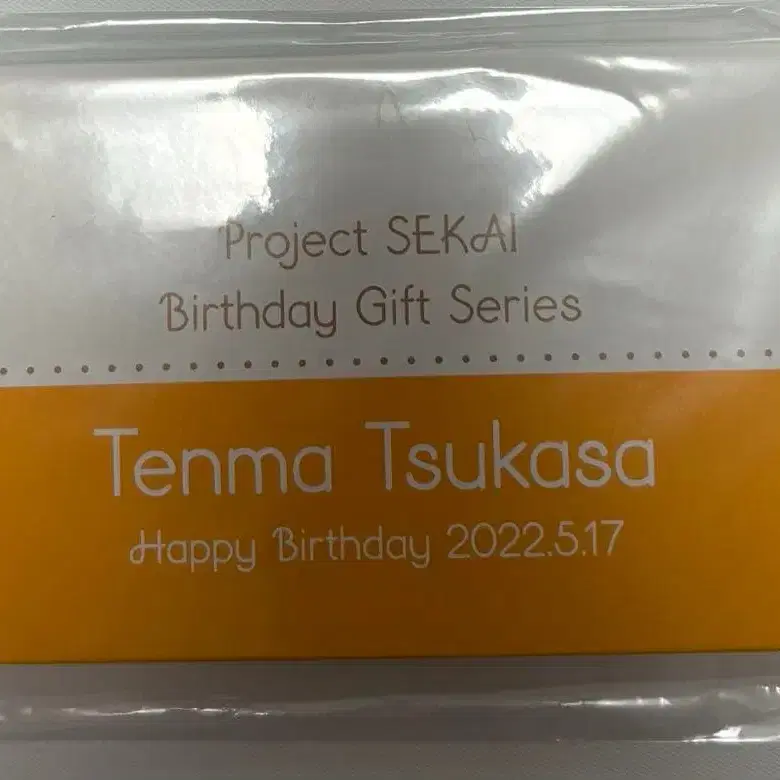 Project SEKAI
Birthday Gift Series
Tenma Tsukasa
Happy Birthday 2022.5.17